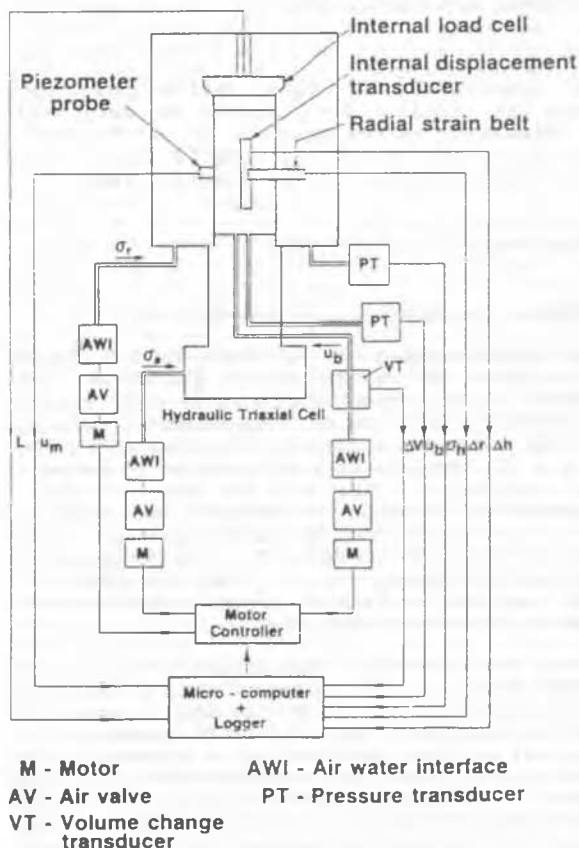 Internal load cell
Internal displacement
transducer
Piezometer
probe
Radial strain belt
σr
PT
PT
AWI
σa
ub
VT
AV
Hydraulic Triaxial Cell
M
L
um
AWI
AWI
ΔV
ub
σh
Δr
Δh
AV
AV
M
M
Motor
Controller
Micro - computer
+
Logger
M - Motor
AWI - Air water interface
AV - Air valve
PT - Pressure transducer
VT - Volume change
transducer